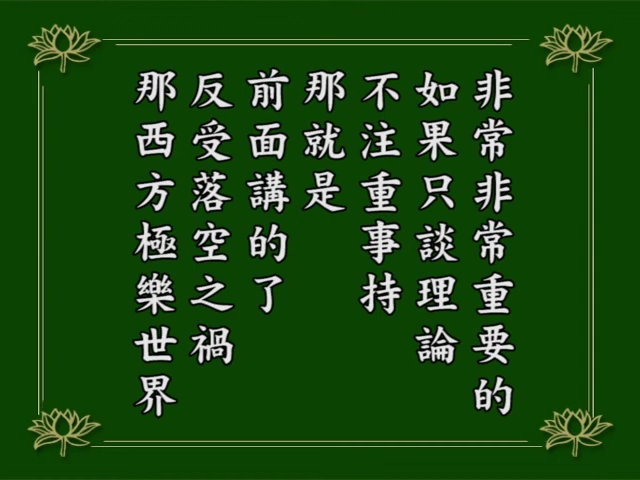 非常非常重要的
如果只談理論
不注重事持
那就是
前面講的了
反受落空之禍
那西方極樂世界